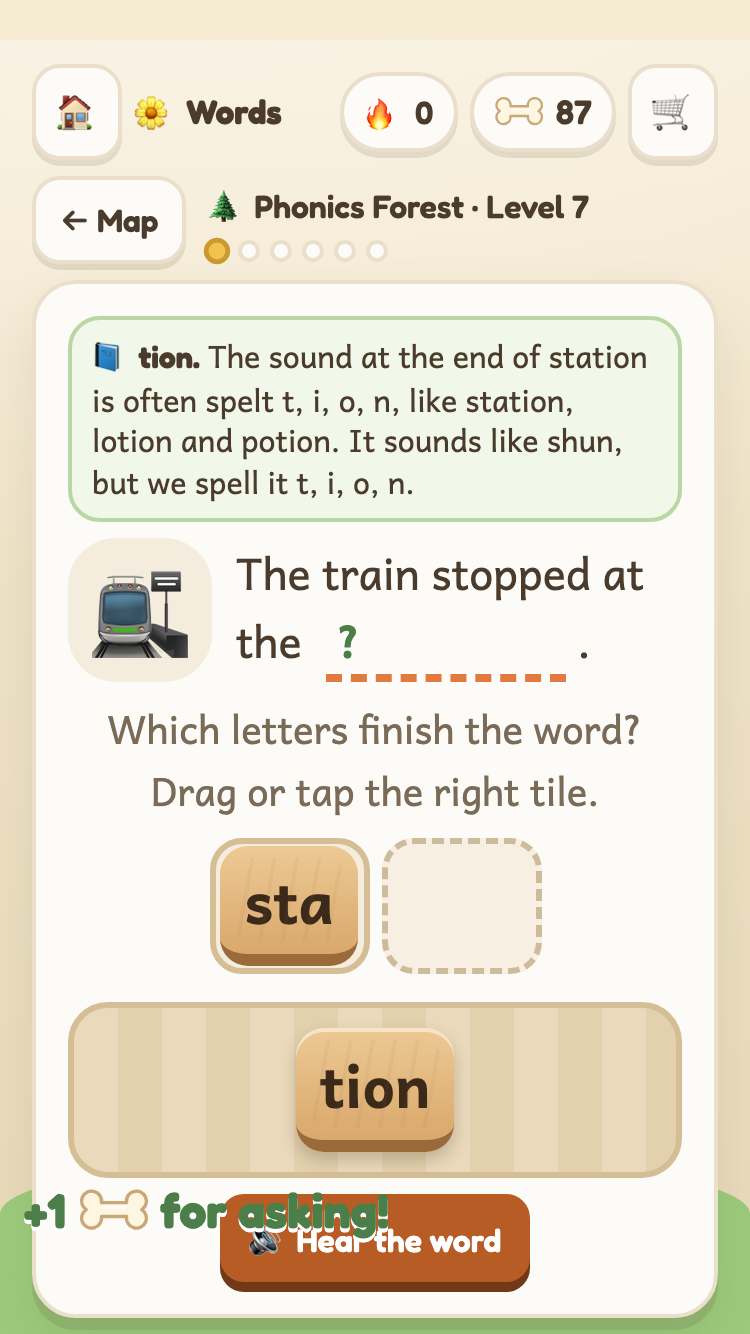 Words
0
87
← Map
Phonics Forest · Level 7
tion. The sound at the end of station
is often spelt t, i, o, n, like station,
lotion and potion. It sounds like shun,
but we spell it t, i, o, n.
The train stopped at
the ? .
Which letters finish the word?
Drag or tap the right tile.
sta
tion
+1 for asking!
Hear the word